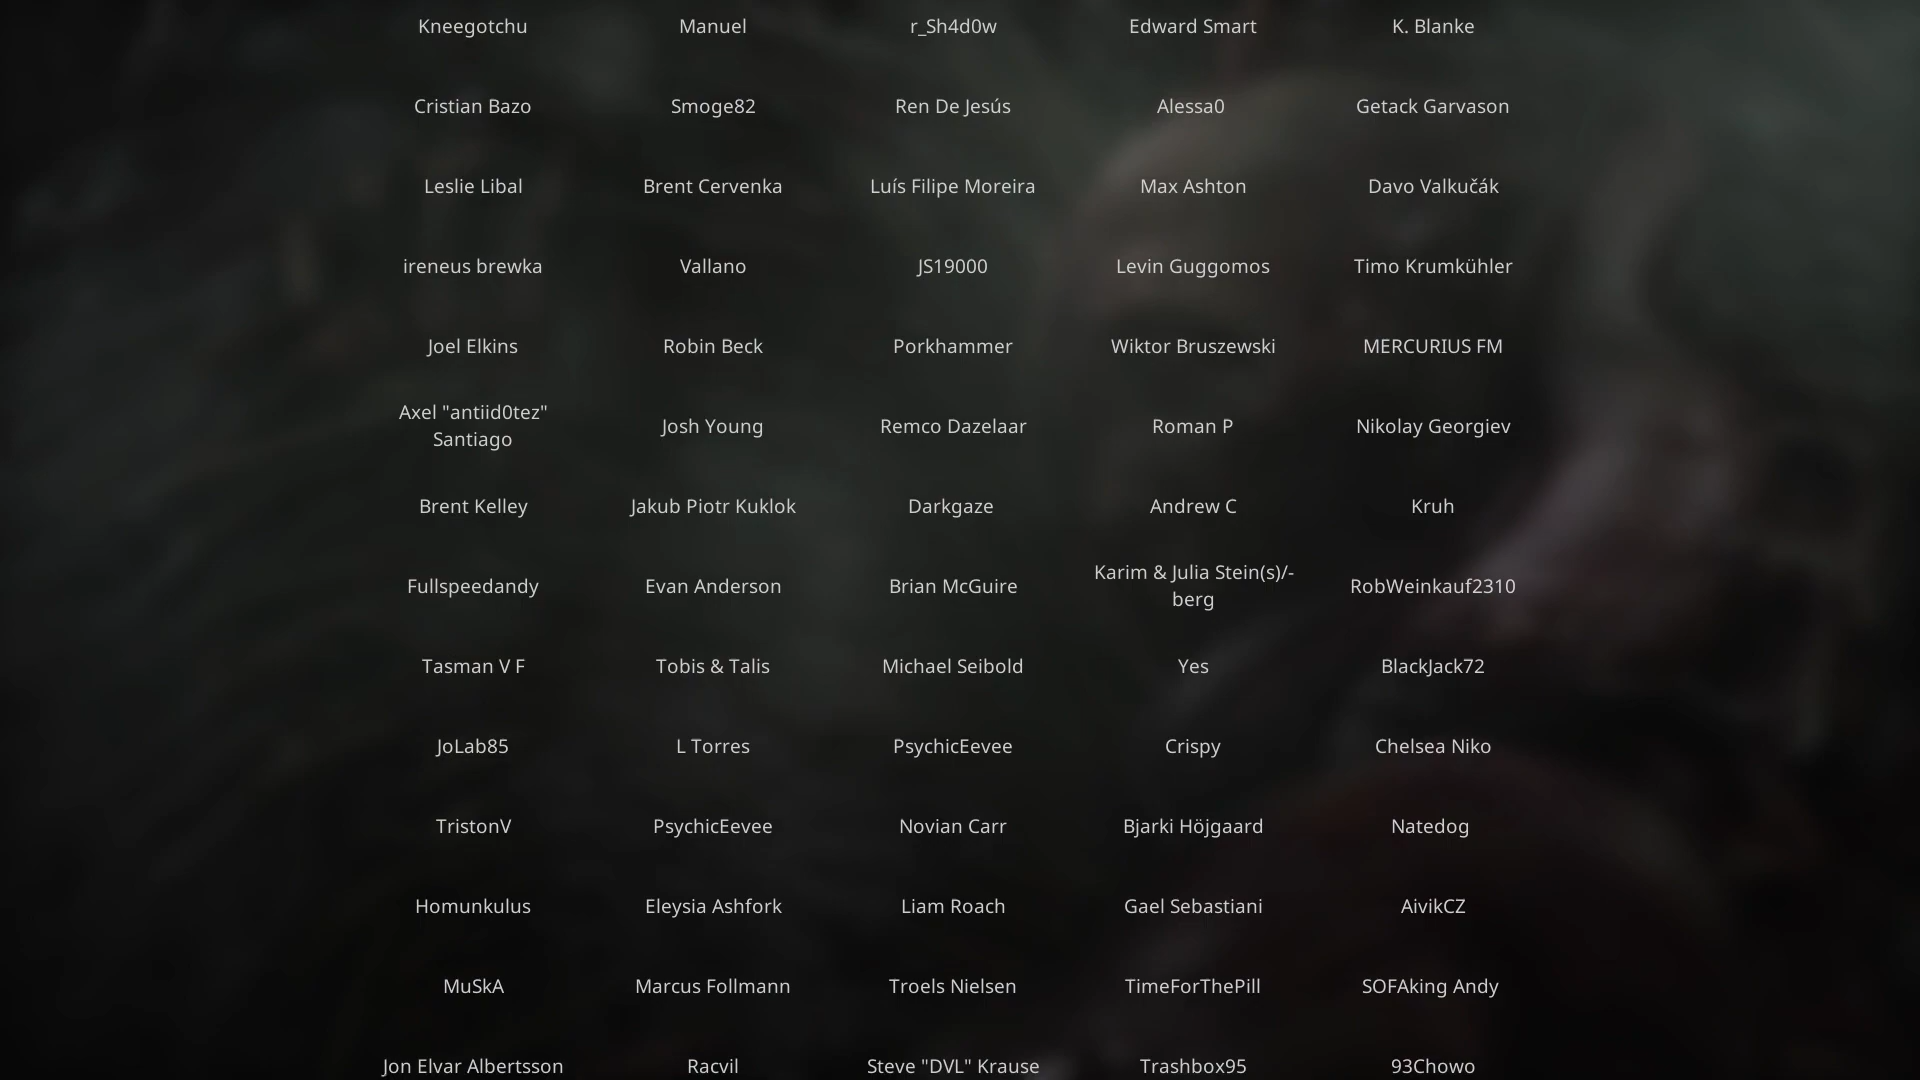 Kneegotchu Manuel r_Sh4d0w Edward Smart K. Blanke
Cristian Bazo Smoge82 Ren De Jesús Alessa0 Getack Garvason
Leslie Libal Brent Cervenka Luís Filipe Moreira Max Ashton Davo Valkučák
ireneus brewka Vallano JS19000 Levin Guggomos Timo Krumkühler
Joel Elkins Robin Beck Porkhammer Wiktor Bruszewski MERCURIUS FM
Axel "antiid0tez"
Santiago
Josh Young Remco Dazelaar Roman P Nikolay Georgiev
Brent Kelley Jakub Piotr Kuklok Darkgaze Andrew C Kruh
Fullspeedandy Evan Anderson Brian McGuire
Karim & Julia Stein(s)/-
berg
RobWeinkauf2310
Tasman V F Tobis & Talis Michael Seibold Yes BlackJack72
JoLab85 L Torres PsychicEevee Crispy Chelsea Niko
TristonV PsychicEevee Novian Carr Bjarki Höjgaard Natedog
Homunkulus Eleysia Ashfork Liam Roach Gael Sebastiani AivikCZ
MuSkA Marcus Follmann Troels Nielsen TimeForThePill SOFAking Andy
Jon Elvar Albertsson Racvil Steve "DVL" Krause Trashbox95 93Chowo